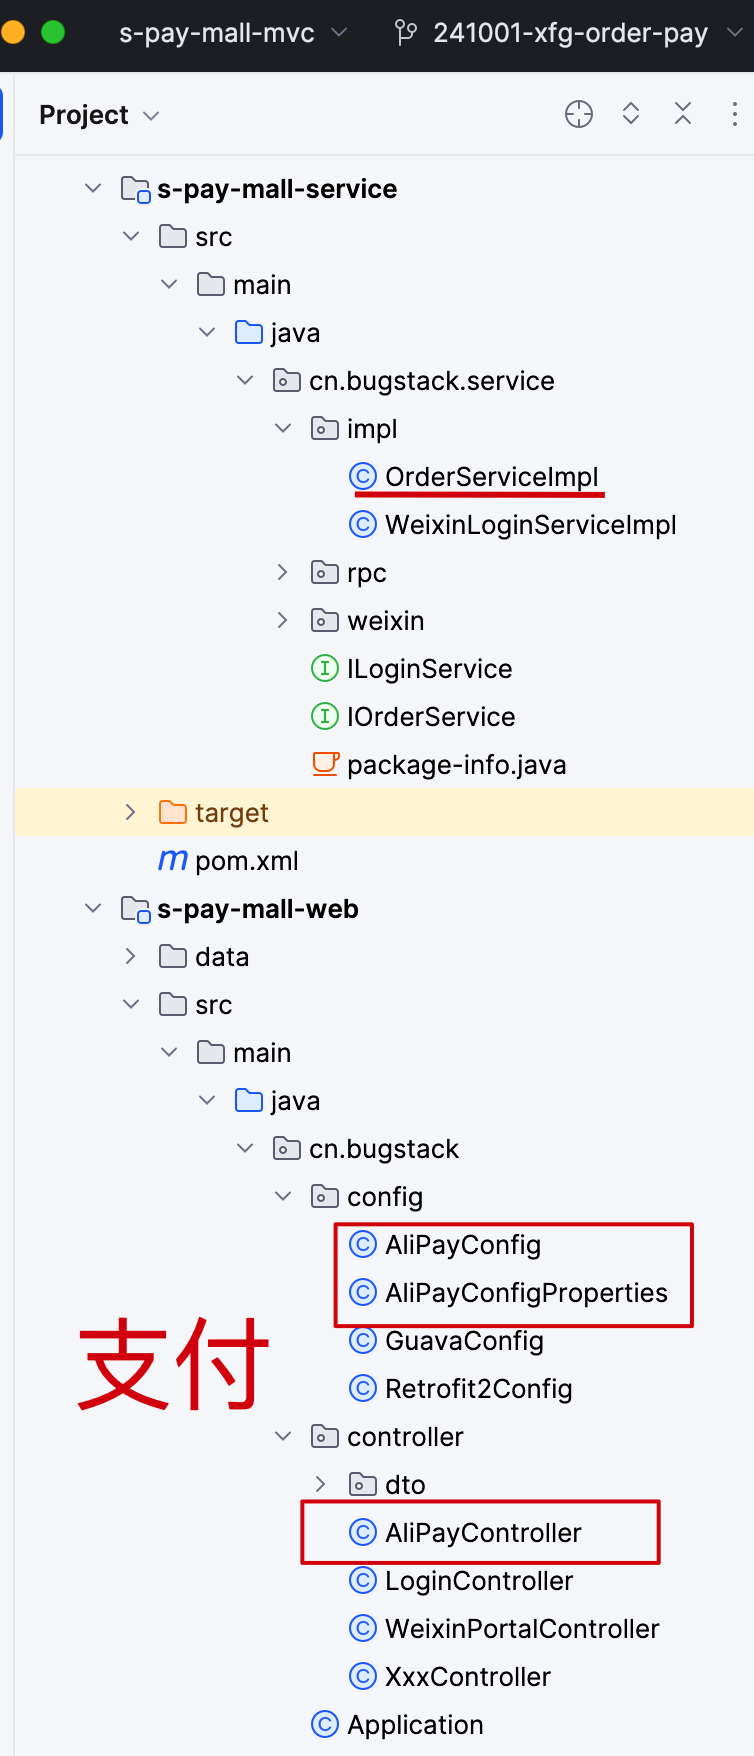 s-pay-mall-mvc 241001-xfg-order-pay
Project
s-pay-mall-service
src
main
java
cn.bugstack.service
impl
OrderServiceImpl
WeixinLoginServiceImpl
rpc
weixin
ILoginService
IOrderService
package-info.java
target
pom.xml
s-pay-mall-web
data
src
main
java
cn.bugstack
config
AliPayConfig
AliPayConfigProperties
GuavaConfig
支付
Retrofit2Config
controller
dto
AliPayController
LoginController
WeixinPortalController
XxxController
Application